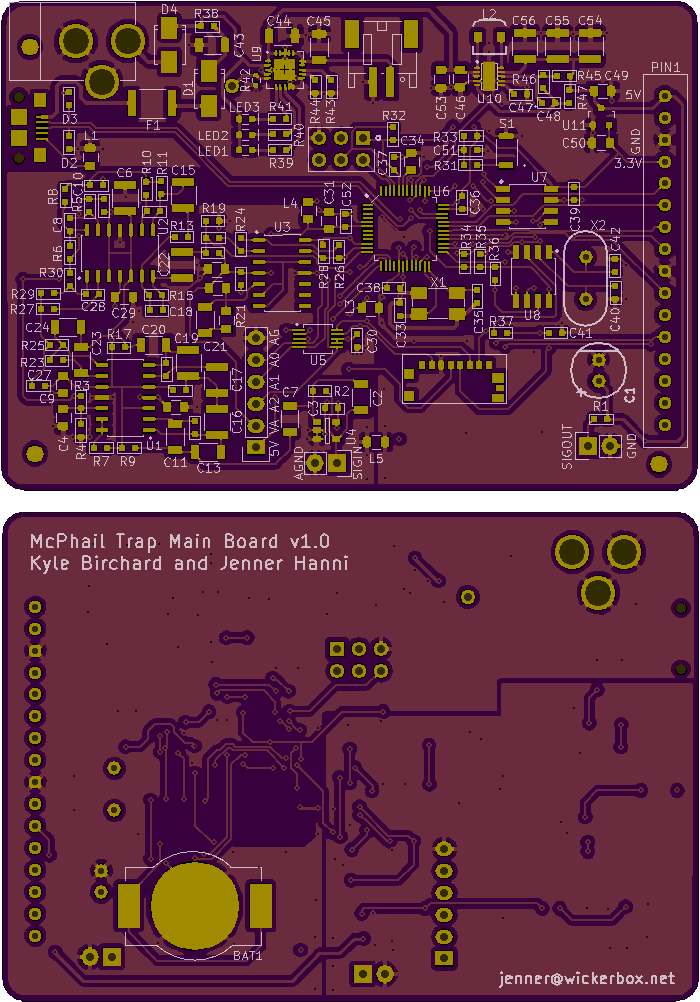 D4
R38
C44
C45
L2
C56
C55
C54
C43
U9
PIN1
R42
D1
C53
C46
U10
R46
R45
C49
R47
5V
C47
C48
D3
F1
LED3
R41
R44
R43
R32
U11
GND
LED2
R40
R33
S1
C50
D2
L1
LED1
R39
C34
R51
R31
3.3V
R10
R11
C15
C37
R8
C10
C6
L4
C31
C52
U6
C36
U7
C39
X2
C8
U2
R13
R19
R24
U3
R34
R35
C42
R6
C22
R28
R26
R36
R30
C38
X1
U8
R29
C28
C29
R15
L3
C40
R27
C18
R21
C33
C35
C24
R17
C20
AG
U5
C30
R37
C41
R25
C23
C19
C21
A0
R23
C27
A1
C17
C7
R2
C2
C1
C9
R3
A2
C16
C3
R1
C4
R4
VA
U4
R7
R9
U1
C11
C13
5V
AGND
SIGIN
L5
SIGOUT
GND
McPhail Trap Main Board v1.0
Kyle Birchard and Jenner Hanni
BAT1
jenner@wickerbox.net